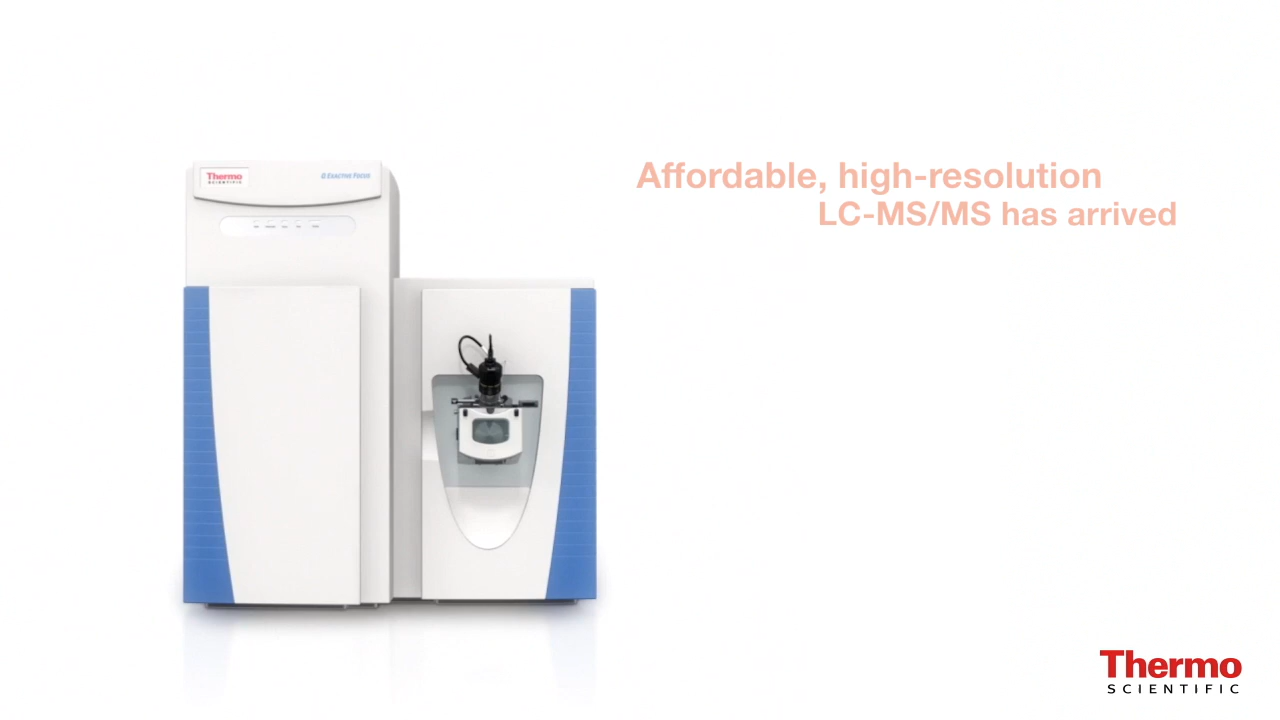 Thermo
SCIENTIFIC
Q EXACTIVE FOCUS
Affordable, high-resolution
LC-MS/MS has arrived
Thermo
SCIENTIFIC